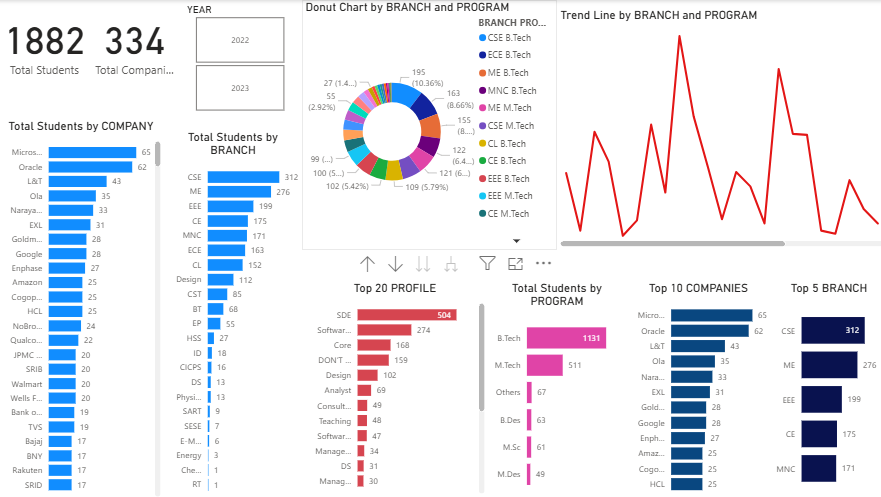 1882
Total Students
334
Total Compani...
YEAR
2022
2023
Donut Chart by BRANCH and PROGRAM
195
(10.36%)
163
(8.66%)
155
(8....)
122
(6.4...)
121 (6...)
109 (5.79%)
102 (5.42%)
100 (5....)
99 (...)
55
(2.92%)
27 (1.4...)
BRANCH PRO...
CSE B.Tech
ECE B.Tech
ME B.Tech
MNC B.Tech
ME M.Tech
CSE M.Tech
CL B.Tech
CE B.Tech
EEE B.Tech
EEE M.Tech
CE M.Tech
Trend Line by BRANCH and PROGRAM
Total Students by COMPANY
Micros... 65
Oracle 62
L&T 43
Ola 35
Naraya... 33
EXL 31
Goldm... 28
Google 28
Enphase 27
Amazon 25
Cogop... 25
HCL 25
NoBro... 24
Qualco... 22
JPMC ... 20
SRIB 20
Walmart 20
Wells F... 20
Bank o... 19
TVS 19
Bajaj 17
BNY 17
Rakuten 17
SRID 17
Total Students by
BRANCH
CSE 312
ME 276
EEE 199
CE 175
MNC 171
ECE 163
CL 152
Design 112
CST 85
BT 68
EP 55
HSS 27
ID 18
CICPS 16
DS 13
Physi... 13
SART 9
SESE 7
E-M... 6
Energy 3
Che... 1
RT 1
Top 20 PROFILE
SDE 504
Softwar... 274
Core 168
DON'T ... 159
Design 102
Analyst 69
Consult... 49
Teaching 48
Softwar... 47
Manage... 34
DS 31
Manag... 30
Total Students by
PROGRAM
B.Tech 1131
M.Tech 511
Others 67
B.Des 63
M.Sc 61
M.Des 49
Top 10 COMPANIES
Micro... 65
Oracle 62
L&T 43
Ola 35
Nara... 33
EXL 31
Gold... 28
Google 28
Enph... 27
Amaz... 25
Cogo... 25
HCL 25
Top 5 BRANCH
CSE 312
ME 276
EEE 199
CE 175
MNC 171